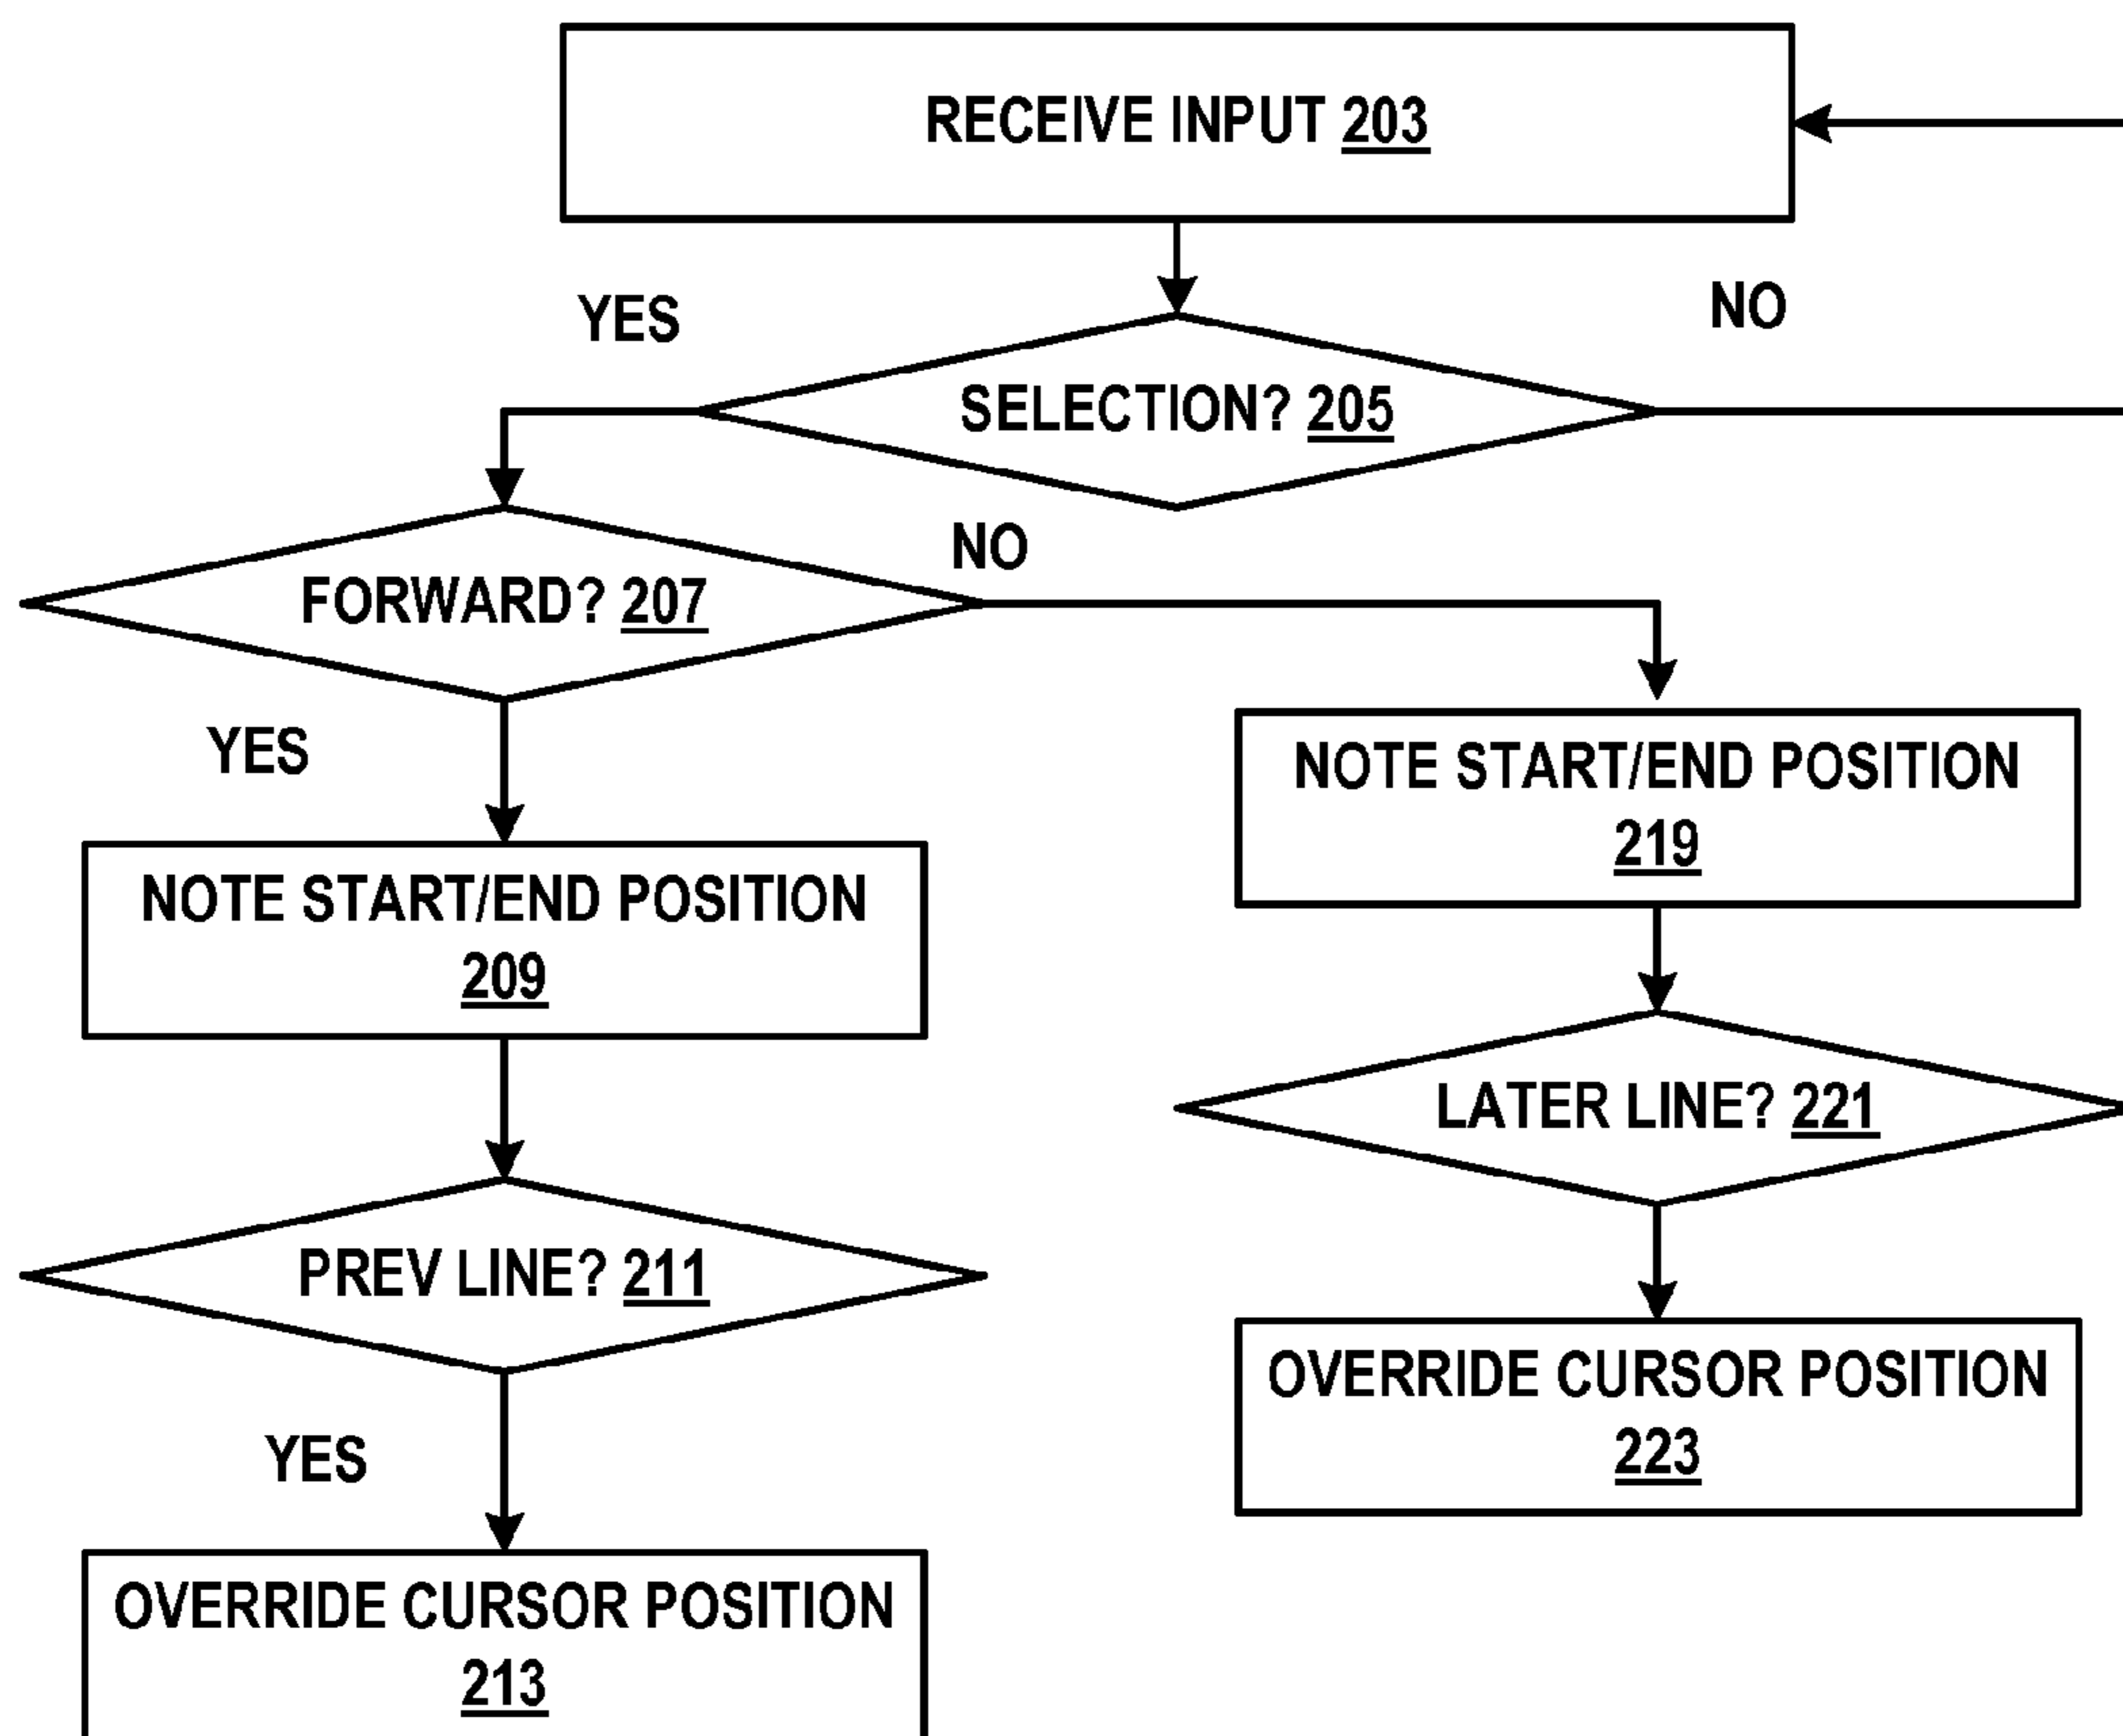 RECEIVE INPUT 203
YES
NO
SELECTION? 205
NO
FORWARD? 207
YES
NOTE START/END POSITION
219
NOTE START/END POSITION
209
LATER LINE? 221
PREV LINE? 211
OVERRIDE CURSOR POSITION
223
YES
OVERRIDE CURSOR POSITION
213